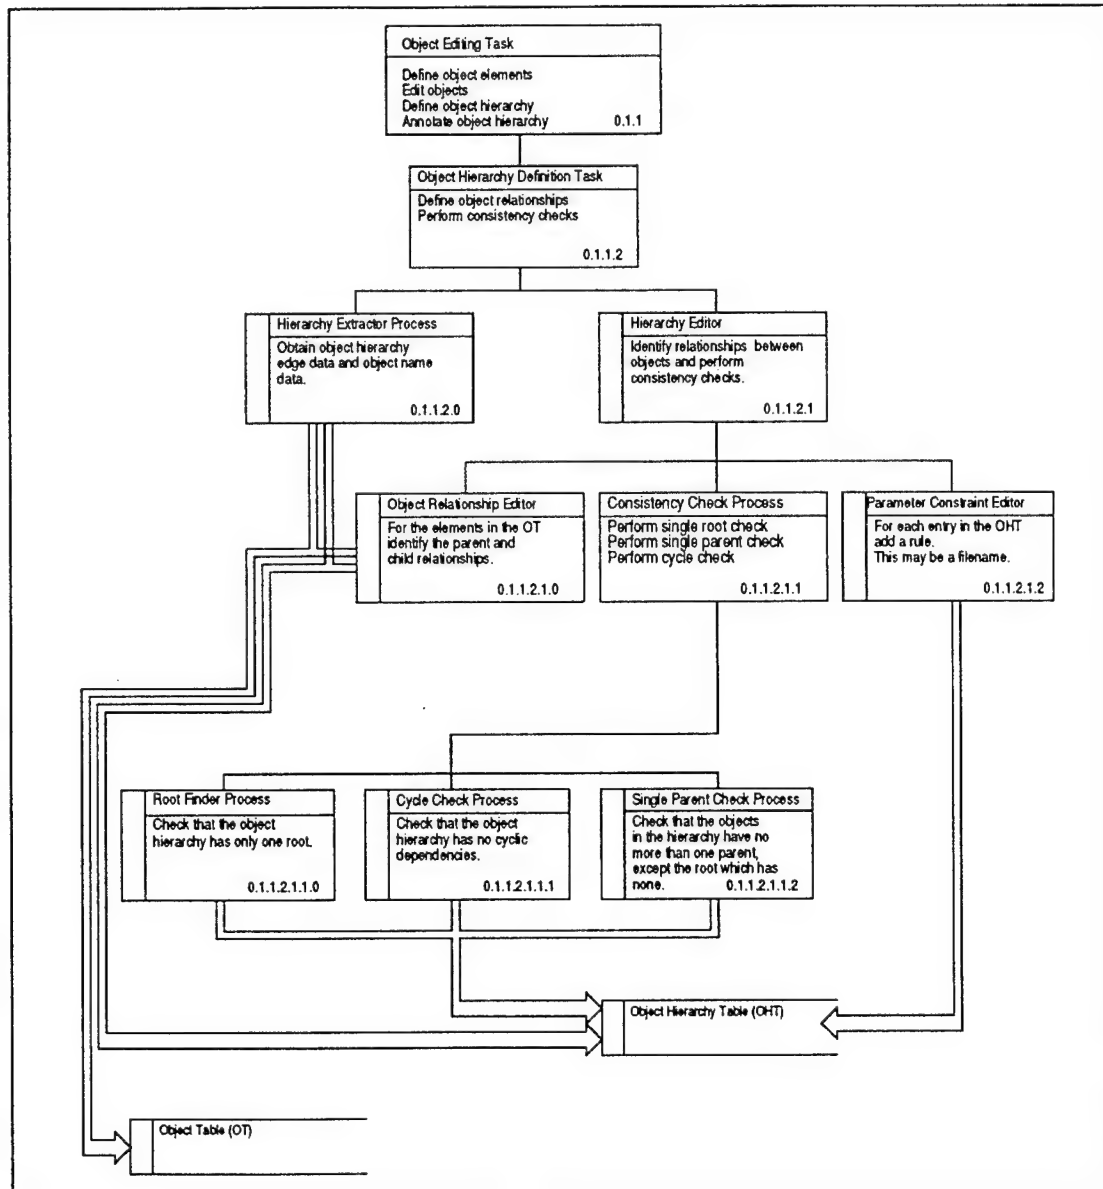 Object Editing Task
Define object elements
Edit objects
Define object hierarchy
Annotate object hierarchy 0.1.1
Object Hierarchy Definition Task
Define object relationships
Perform consistency checks
0.1.1.2
Hierarchy Extractor Process
Obtain object hierarchy
edge data and object name
data.
0.1.1.2.0
Hierarchy Editor
Identify relationships between
objects and perform
consistency checks.
0.1.1.2.1
Object Relationship Editor
For the elements in the OT
identify the parent and
child relationships.
0.1.1.2.1.0
Consistency Check Process
Perform single root check
Perform single parent check
Perform cycle check
0.1.1.2.1.1
Parameter Constraint Editor
For each entry in the OHT
add a rule.
This may be a filename.
0.1.1.2.1.2
Root Finder Process
Check that the object
hierarchy has only one root.
0.1.1.2.1.1.0
Cycle Check Process
Check that the object
hierarchy has no cyclic
dependencies.
0.1.1.2.1.1.1
Single Parent Check Process
Check that the objects
in the hierarchy have no
more than one parent,
except the root which has
none. 0.1.1.2.1.1.2
Object Hierarchy Table (OHT)
Object Table (OT)